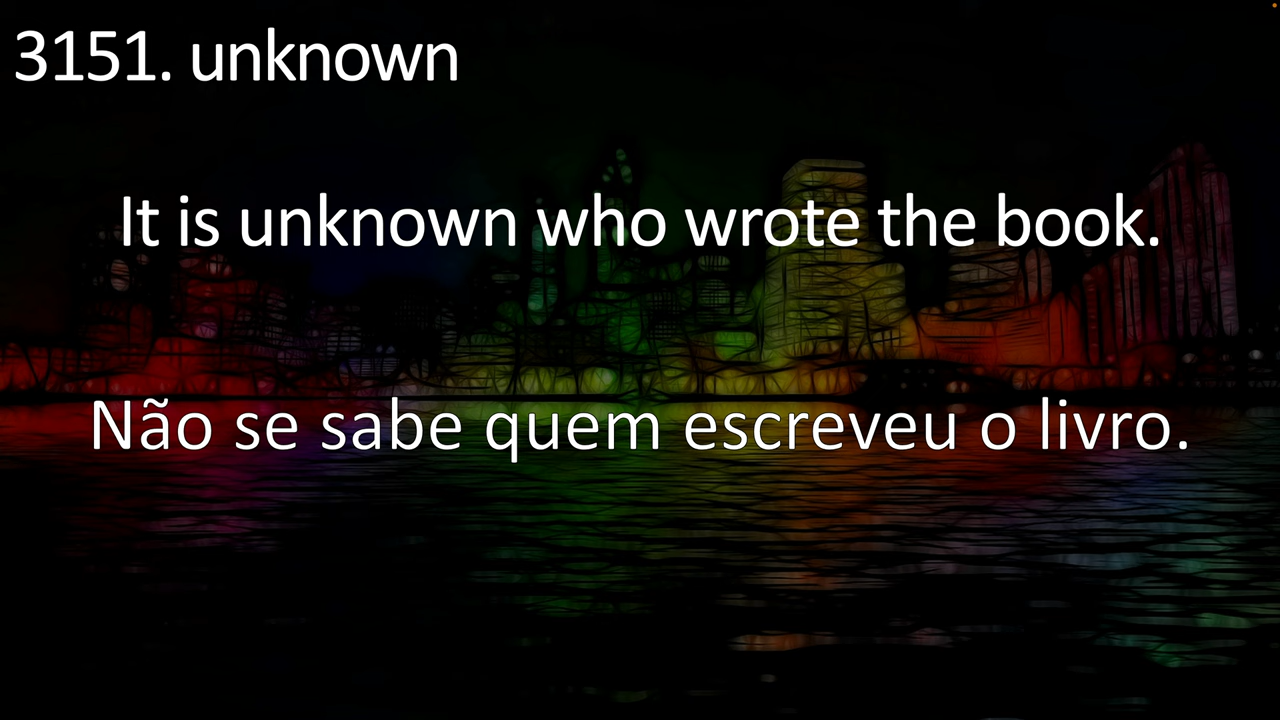 3151. unknown
It is unknown who wrote the book.
Não se sabe quem escreveu o livro.